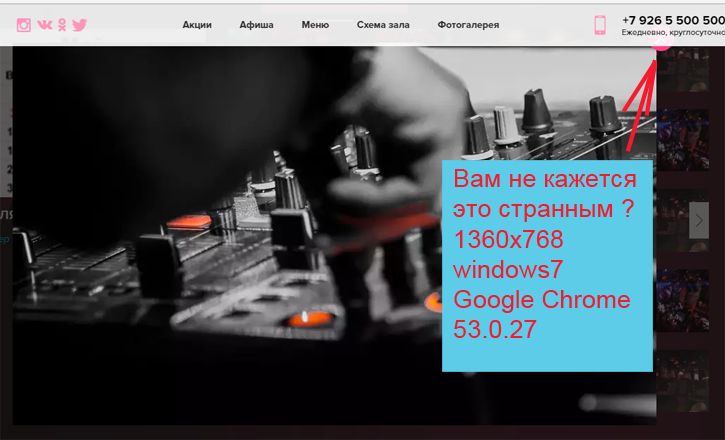 Акции Афиша Меню Схема зала Фотогалерея
+7 926 5 500 500
Ежедневно, круглосуточно
Вам не кажется
это странным ?
1360x768
windows7
Google Chrome
53.0.27